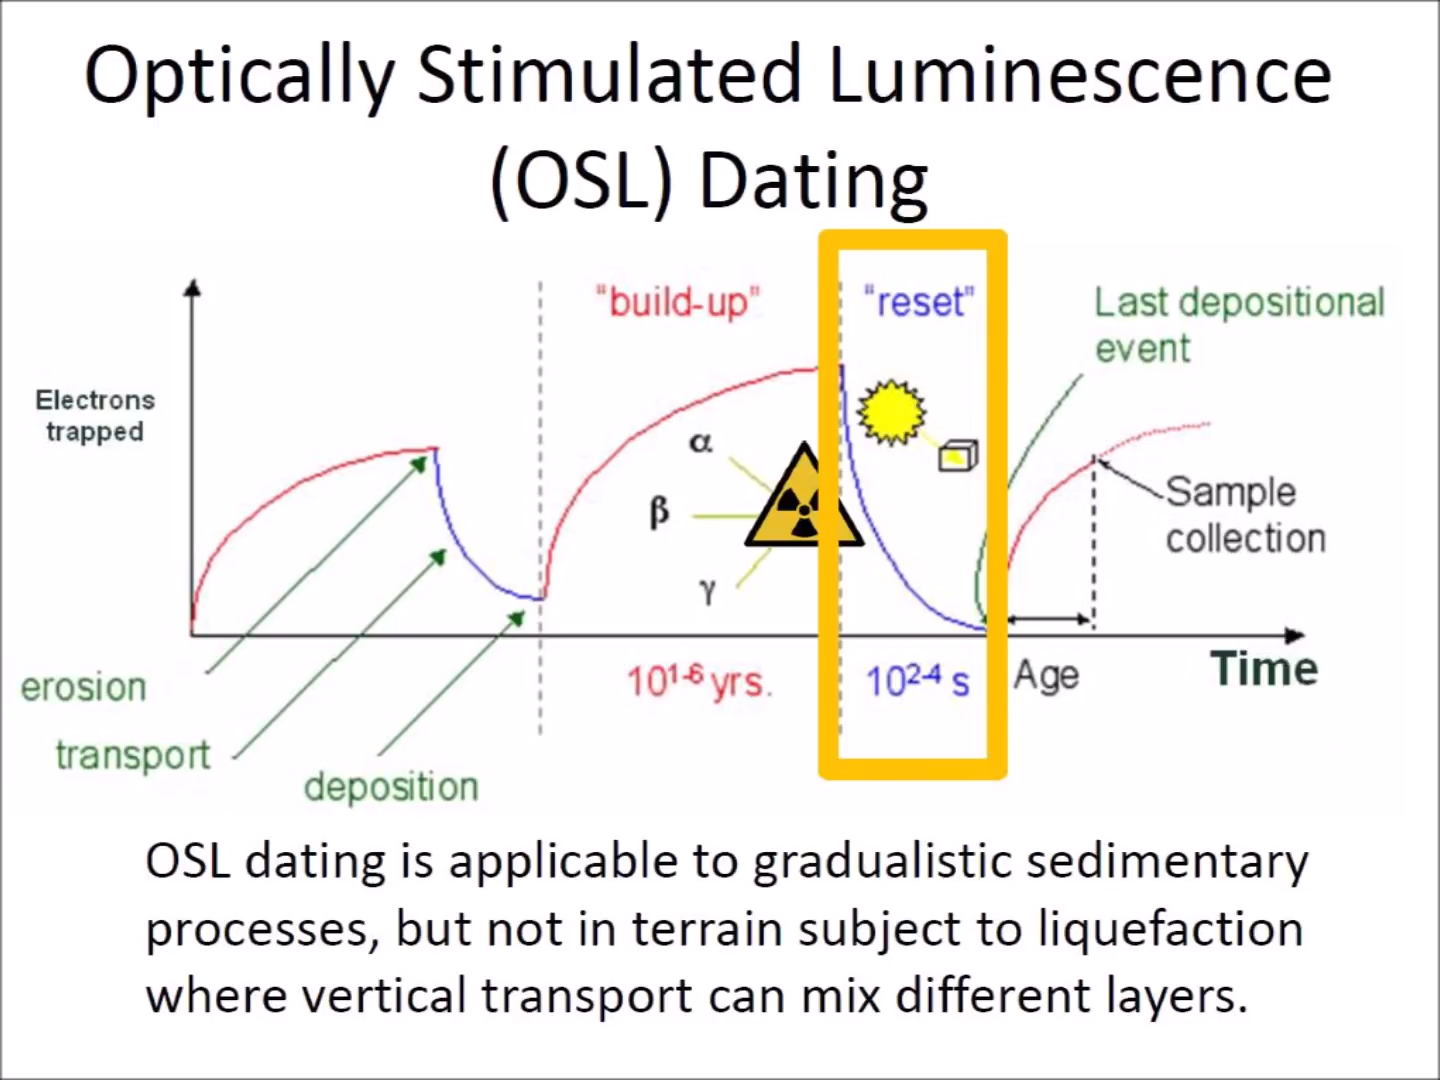 Optically Stimulated Luminescence
(OSL) Dating
"build-up"
"reset"
Last depositional
event
Electrons
trapped
α
β
γ
Sample
collection
erosion
transport
deposition
10¹⁻⁶ yrs.
10²⁻⁴ s
Age
Time
OSL dating is applicable to gradualistic sedimentary
processes, but not in terrain subject to liquefaction
where vertical transport can mix different layers.